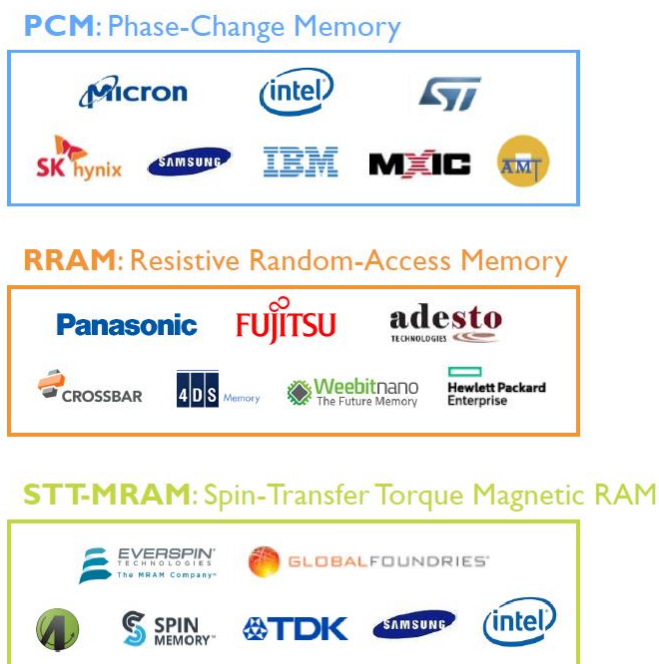 PCM: Phase-Change Memory
Micron intel ST
SK hynix SAMSUNG IBM MXIC AMT
RRAM: Resistive Random-Access Memory
Panasonic FUJITSU adesto
TECHNOLOGIES
CROSSBAR 4DS Memory Weebitnano
The Future Memory
Hewlett Packard
Enterprise
STT-MRAM: Spin-Transfer Torque Magnetic RAM
EVERSPIN
TECHNOLOGIES
The MRAM Company™
GLOBALFOUNDRIES®
SPIN
MEMORY™
TDK SAMSUNG intel